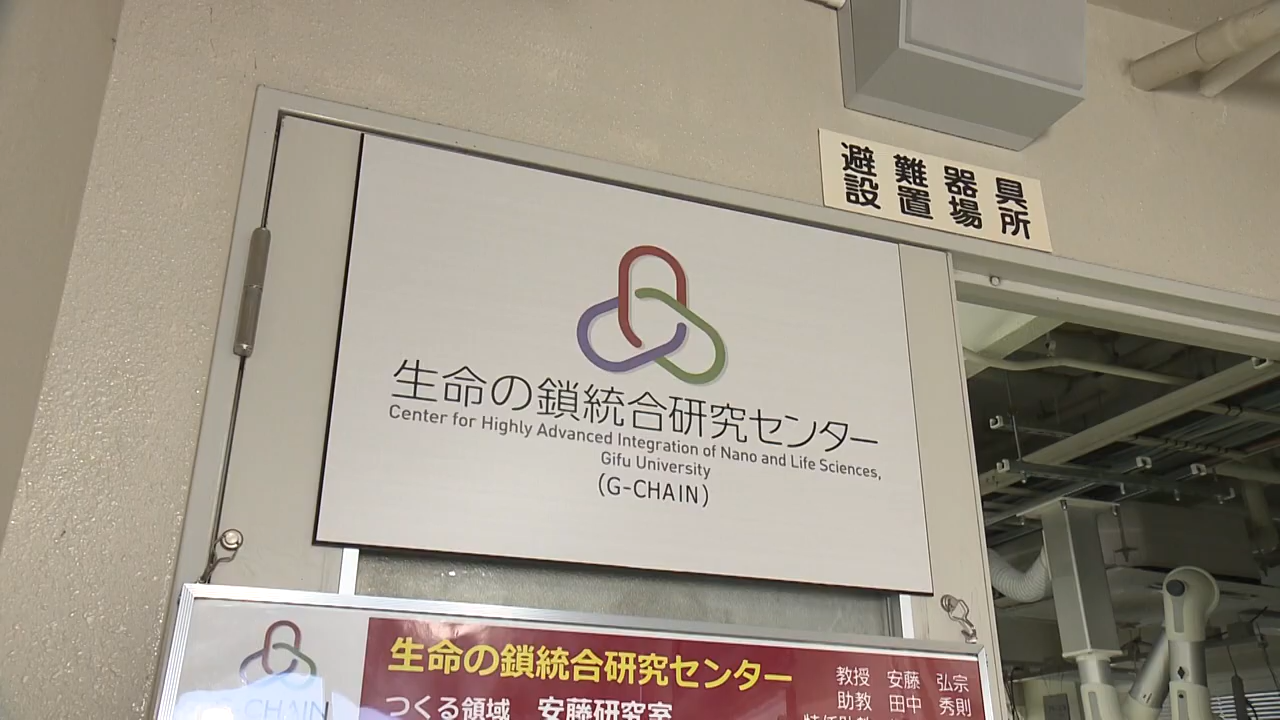 避難器具
設置場所
生命の鎖統合研究センター
Center for Highly Advanced Integration of Nano and Life Sciences,
Gifu University
(G-CHAIN)
生命の鎖統合研究センター
つくる領域 安藤研究室
教授 安藤 弘宗
助教 田中 秀則
G-CHAIN